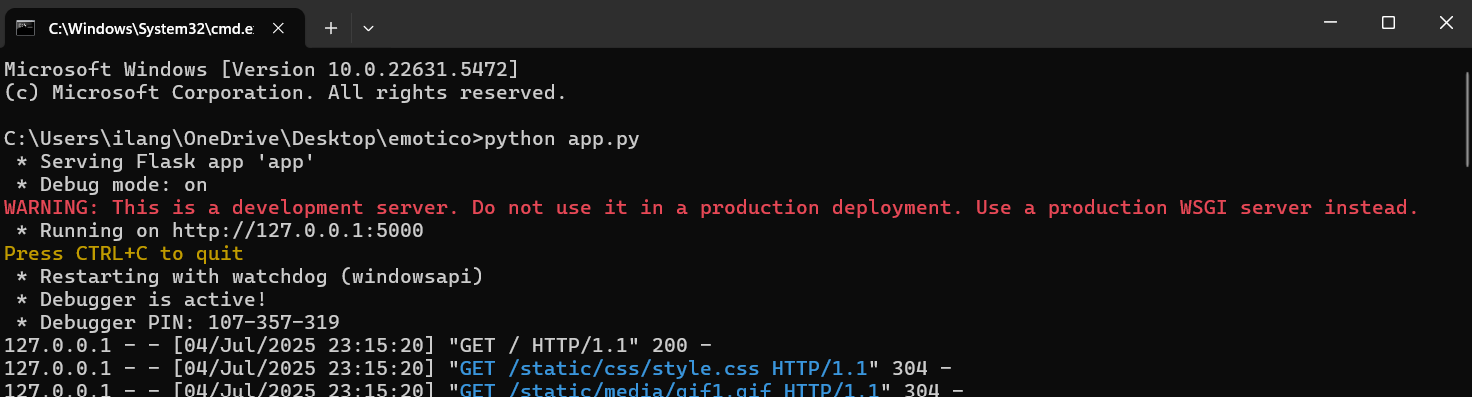 C:\Windows\System32\cmd.e
Microsoft Windows [Version 10.0.22631.5472]
(c) Microsoft Corporation. All rights reserved.
C:\Users\ilang\OneDrive\Desktop\emotico>python app.py
* Serving Flask app 'app'
* Debug mode: on
WARNING: This is a development server. Do not use it in a production deployment. Use a production WSGI server instead.
* Running on http://127.0.0.1:5000
Press CTRL+C to quit
* Restarting with watchdog (windowsapi)
* Debugger is active!
* Debugger PIN: 107-357-319
127.0.0.1 - - [04/Jul/2025 23:15:20] "GET / HTTP/1.1" 200 -
127.0.0.1 - - [04/Jul/2025 23:15:20] "GET /static/css/style.css HTTP/1.1" 304 -
127.0.0.1 - - [04/Jul/2025 23:15:20] "GET /static/media/gif1.gif HTTP/1.1" 304 -